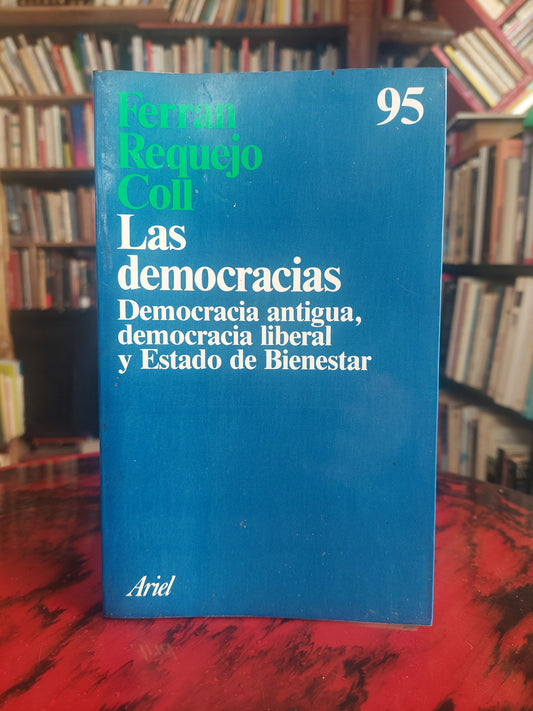 95
Ferran
Requejo
Coll
Las
democracias
Democracia antigua,
democracia liberal
y Estado de Bienestar
Ariel